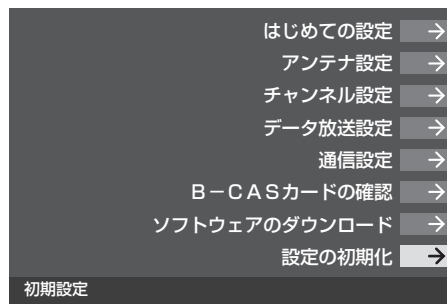 はじめての設定 →
アンテナ設定 →
チャンネル設定 →
データ放送設定 →
通信設定 →
B－CASカードの確認 →
ソフトウェアのダウンロード →
設定の初期化 →
初期設定